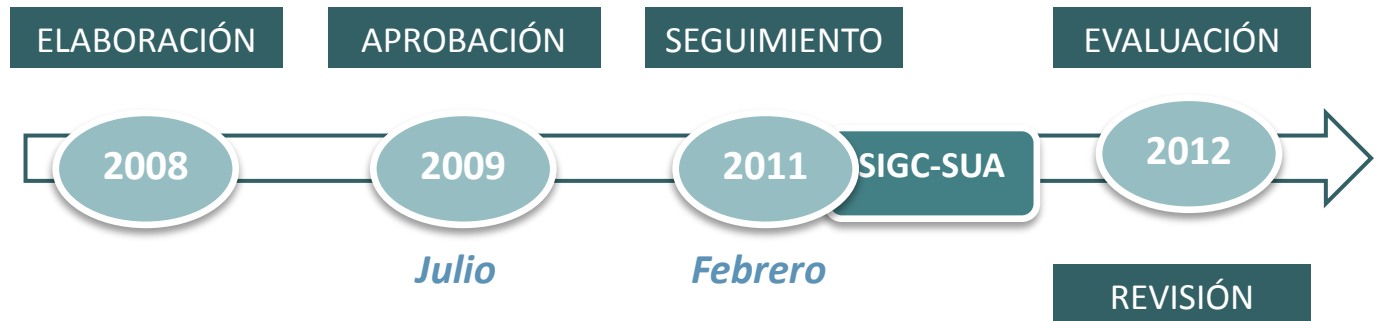 ELABORACIÓN
APROBACIÓN
SEGUIMIENTO
EVALUACIÓN
2008
2009
2011
SIGC-SUA
2012
Julio
Febrero
REVISIÓN